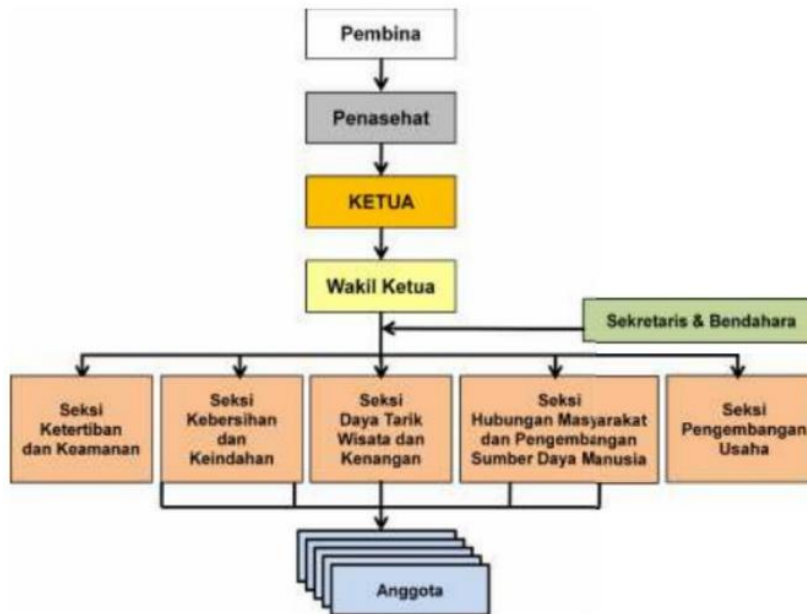 Pembina
Penasehat
KETUA
Wakil Ketua
Sekretaris & Bendahara
Seksi
Ketertiban
dan Keamanan
Seksi
Kebersihan
dan
Keindahan
Seksi
Daya Tarik
Wisata dan
Kenangan
Seksi
Hubungan Masyarakat
dan Pengembangan
Sumber Daya Manusia
Seksi
Pengembangan
Usaha
Anggota